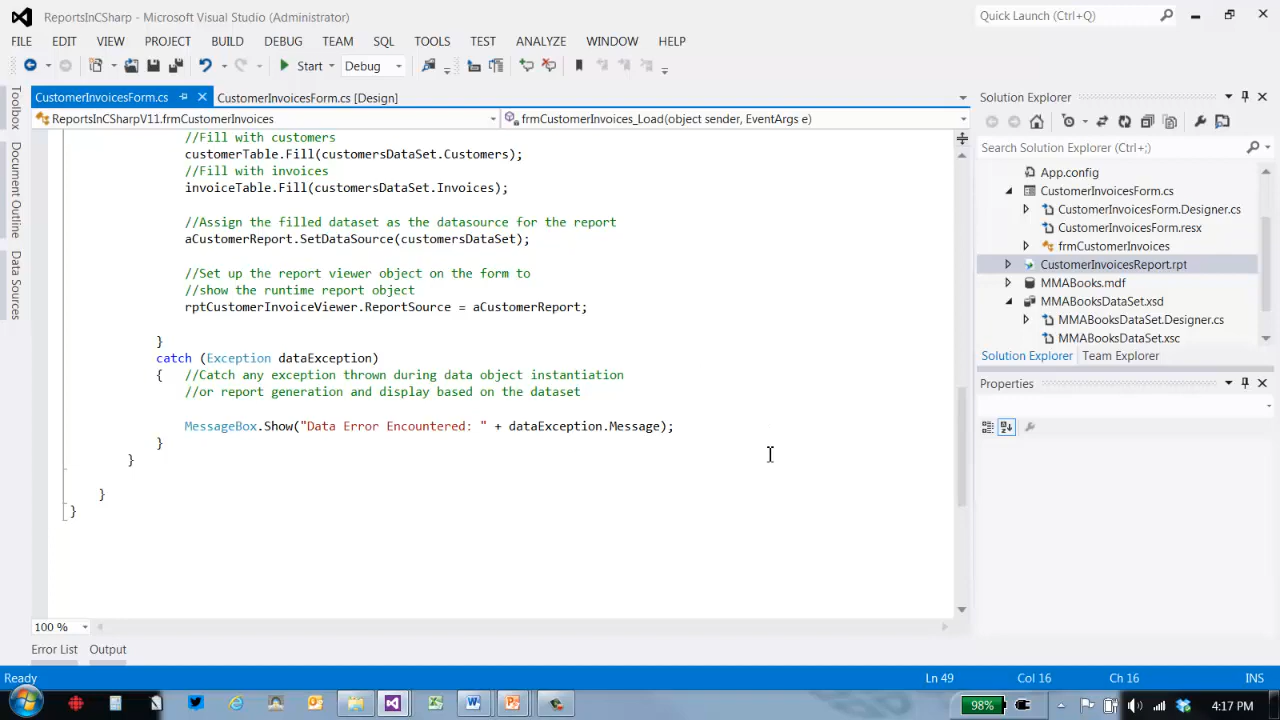 ReportsInCSharp - Microsoft Visual Studio (Administrator)
Quick Launch (Ctrl+Q)
FILE EDIT VIEW PROJECT BUILD DEBUG TEAM SQL TOOLS TEST ANALYZE WINDOW HELP
Start Debug
CustomerInvoicesForm.cs CustomerInvoicesForm.cs [Design]
ReportsInCSharpV11.frmCustomerInvoices frmCustomerInvoices_Load(object sender, EventArgs e)
Toolbox
Document Outline
Data Sources
//Fill with customers
customerTable.Fill(customersDataSet.Customers);
//Fill with invoices
invoiceTable.Fill(customersDataSet.Invoices);
//Assign the filled dataset as the datasource for the report
aCustomerReport.SetDataSource(customersDataSet);
//Set up the report viewer object on the form to
//show the runtime report object
rptCustomerInvoiceViewer.ReportSource = aCustomerReport;
}
catch (Exception dataException)
{ //Catch any exception thrown during data object instantiation
//or report generation and display based on the dataset
MessageBox.Show("Data Error Encountered: " + dataException.Message);
}
}
}
}
100 %
Error List Output
Solution Explorer
Search Solution Explorer (Ctrl+;)
App.config
CustomerInvoicesForm.cs
CustomerInvoicesForm.Designer.cs
CustomerInvoicesForm.resx
frmCustomerInvoices
CustomerInvoicesReport.rpt
MMABooks.mdf
MMABooksDataSet.xsd
MMABooksDataSet.Designer.cs
MMABooksDataSet.xsc
Solution Explorer Team Explorer
Properties
Ready Ln 49 Col 16 Ch 16 INS
98% 4:17 PM